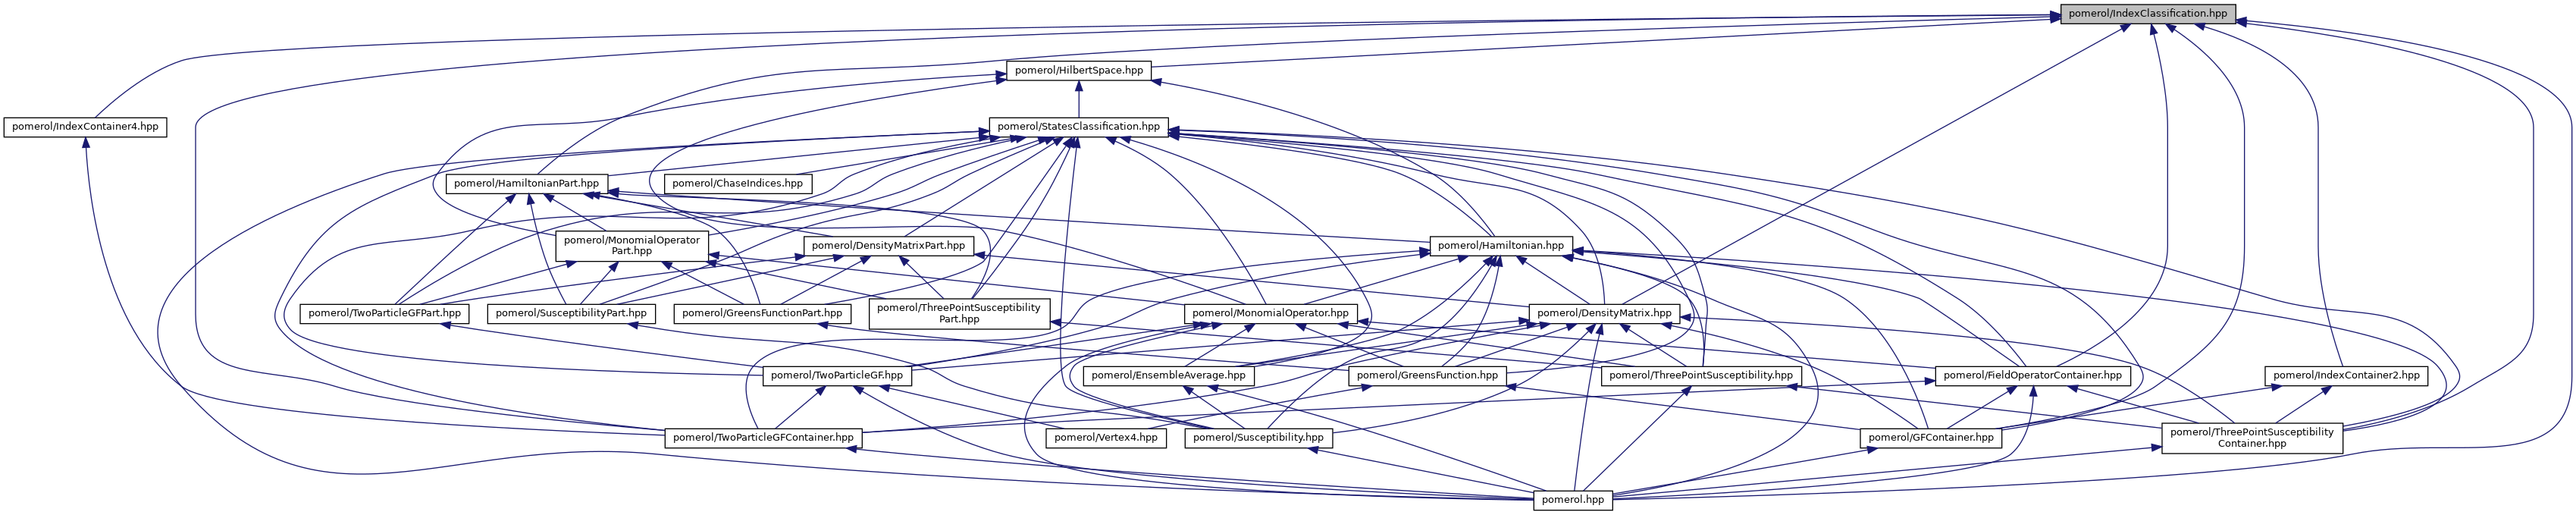 pomerol/IndexClassification.hpp
pomerol/HilbertSpace.hpp
pomerol/IndexContainer4.hpp
pomerol/StatesClassification.hpp
pomerol/HamiltonianPart.hpp
pomerol/ChaseIndices.hpp
pomerol/MonomialOperator
Part.hpp
pomerol/DensityMatrixPart.hpp
pomerol/Hamiltonian.hpp
pomerol/TwoParticleGFPart.hpp
pomerol/SusceptibilityPart.hpp
pomerol/GreensFunctionPart.hpp
pomerol/ThreePointSusceptibility
Part.hpp
pomerol/MonomialOperator.hpp
pomerol/DensityMatrix.hpp
pomerol/TwoParticleGF.hpp
pomerol/EnsembleAverage.hpp
pomerol/GreensFunction.hpp
pomerol/ThreePointSusceptibility.hpp
pomerol/FieldOperatorContainer.hpp
pomerol/IndexContainer2.hpp
pomerol/TwoParticleGFContainer.hpp
pomerol/Vertex4.hpp
pomerol/Susceptibility.hpp
pomerol/GFContainer.hpp
pomerol/ThreePointSusceptibility
Container.hpp
pomerol.hpp